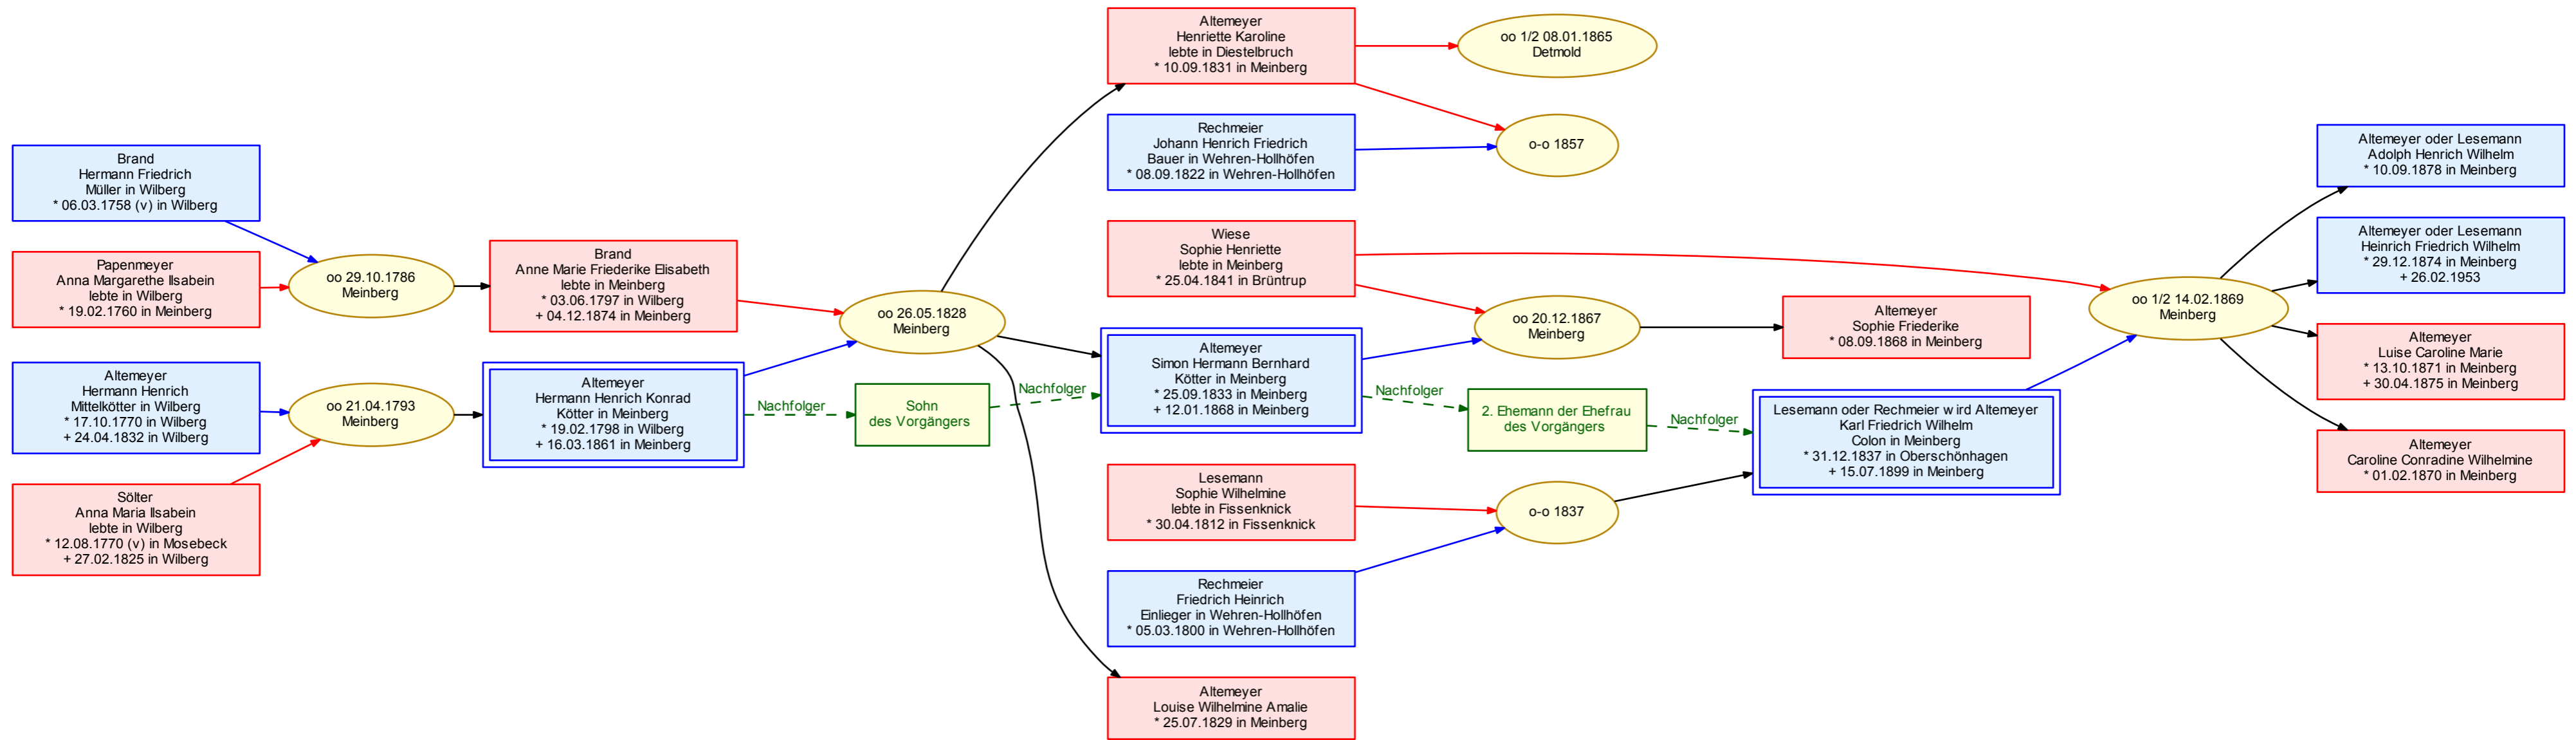 Brand
Hermann Friedrich
Müller in Wilberg
* 06.03.1758 (v) in Wilberg
Papenmeyer
Anna Margarethe Ilsabein
lebte in Wilberg
* 19.02.1760 in Meinberg
Altemeyer
Hermann Henrich
Mittelkötter in Wilberg
* 17.10.1770 in Wilberg
+ 24.04.1832 in Wilberg
Sölter
Anna Maria Ilsabein
lebte in Wilberg
* 12.08.1770 (v) in Mosebeck
+ 27.02.1825 in Wilberg
oo 29.10.1786
Meinberg
oo 21.04.1793
Meinberg
Brand
Anne Marie Friederike Elisabeth
lebte in Meinberg
* 03.06.1797 in Wilberg
+ 04.12.1874 in Meinberg
Altemeyer
Hermann Henrich Konrad
Kötter in Meinberg
* 19.02.1798 in Wilberg
+ 16.03.1861 in Meinberg
Nachfolger
oo 26.05.1828
Meinberg
Sohn
des Vorgängers
Nachfolger
Altemeyer
Henriette Karoline
lebte in Diestelbruch
* 10.09.1831 in Meinberg
Rechmeier
Johann Henrich Friedrich
Bauer in Wehren-Hollhöfen
* 08.09.1822 in Wehren-Hollhöfen
Wiese
Sophie Henriette
lebte in Meinberg
* 25.04.1841 in Brüntrup
Altemeyer
Simon Hermann Bernhard
Kötter in Meinberg
* 25.09.1833 in Meinberg
+ 12.01.1868 in Meinberg
Lesemann
Sophie Wilhelmine
lebte in Fissenknick
* 30.04.1812 in Fissenknick
Rechmeier
Friedrich Heinrich
Einlieger in Wehren-Hollhöfen
* 05.03.1800 in Wehren-Hollhöfen
Altemeyer
Louise Wilhelmine Amalie
* 25.07.1829 in Meinberg
Nachfolger
oo 1/2 08.01.1865
Detmold
o-o 1857
oo 20.12.1867
Meinberg
2. Ehemann der Ehefrau
des Vorgängers
o-o 1837
Nachfolger
Altemeyer
Sophie Friederike
* 08.09.1868 in Meinberg
Lesemann oder Rechmeier wird Altemeyer
Karl Friedrich Wilhelm
Colon in Meinberg
* 31.12.1837 in Oberschönhagen
+ 15.07.1899 in Meinberg
oo 1/2 14.02.1869
Meinberg
Altemeyer oder Lesemann
Adolph Henrich Wilhelm
* 10.09.1878 in Meinberg
Altemeyer oder Lesemann
Heinrich Friedrich Wilhelm
* 29.12.1874 in Meinberg
+ 26.02.1953
Altemeyer
Luise Caroline Marie
* 13.10.1871 in Meinberg
+ 30.04.1875 in Meinberg
Altemeyer
Caroline Conradine Wilhelmine
* 01.02.1870 in Meinberg